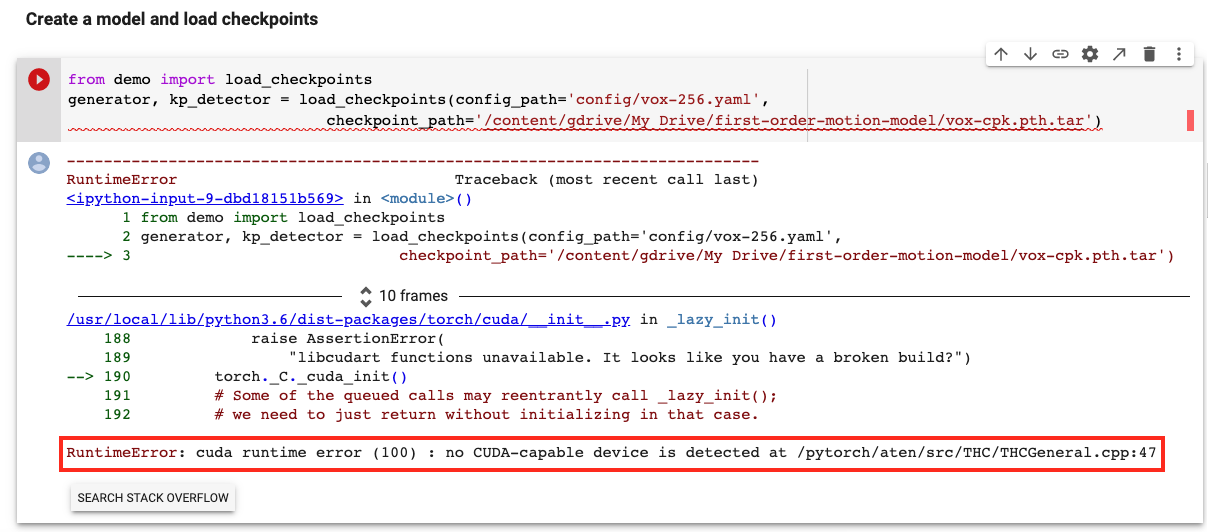 Create a model and load checkpoints
from demo import load_checkpoints
generator, kp_detector = load_checkpoints(config_path='config/vox-256.yaml',
checkpoint_path='/content/gdrive/My Drive/first-order-motion-model/vox-cpk.pth.tar')
---------------------------------------------------------------------------
RuntimeError                              Traceback (most recent call last)
<ipython-input-9-dbd18151b569> in <module>()
1 from demo import load_checkpoints
2 generator, kp_detector = load_checkpoints(config_path='config/vox-256.yaml',
----> 3                             checkpoint_path='/content/gdrive/My Drive/first-order-motion-model/vox-cpk.pth.tar')
10 frames
/usr/local/lib/python3.6/dist-packages/torch/cuda/__init__.py in _lazy_init()
188             raise AssertionError(
189                 "libcudart functions unavailable. It looks like you have a broken build?")
--> 190         torch._C._cuda_init()
191         # Some of the queued calls may reentrantly call _lazy_init();
192         # we need to just return without initializing in that case.
RuntimeError: cuda runtime error (100) : no CUDA-capable device is detected at /pytorch/aten/src/THC/THCGeneral.cpp:47
SEARCH STACK OVERFLOW